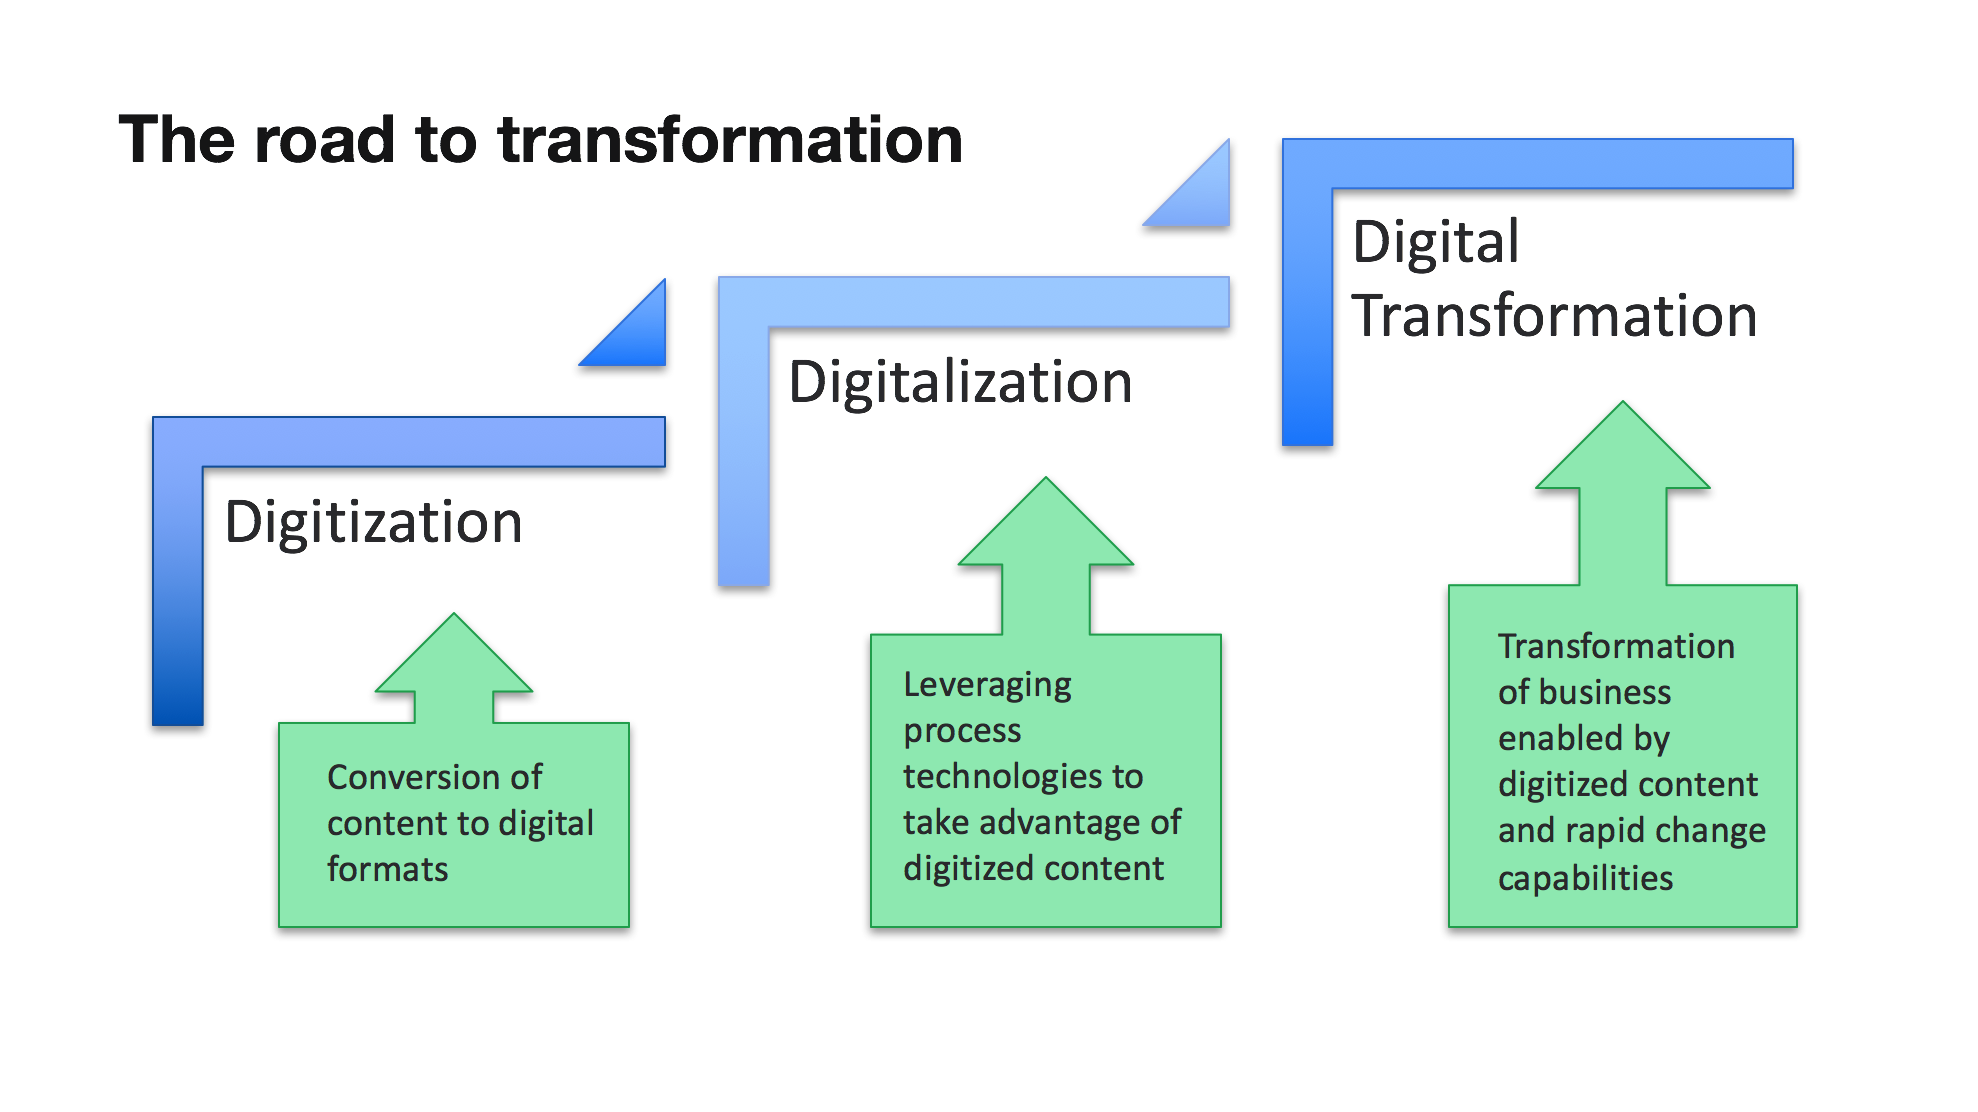 The road to transformation
Digitization
Conversion of
content to digital
formats
Digitalization
Leveraging
process
technologies to
take advantage of
digitized content
Digital
Transformation
Transformation
of business
enabled by
digitized content
and rapid change
capabilities